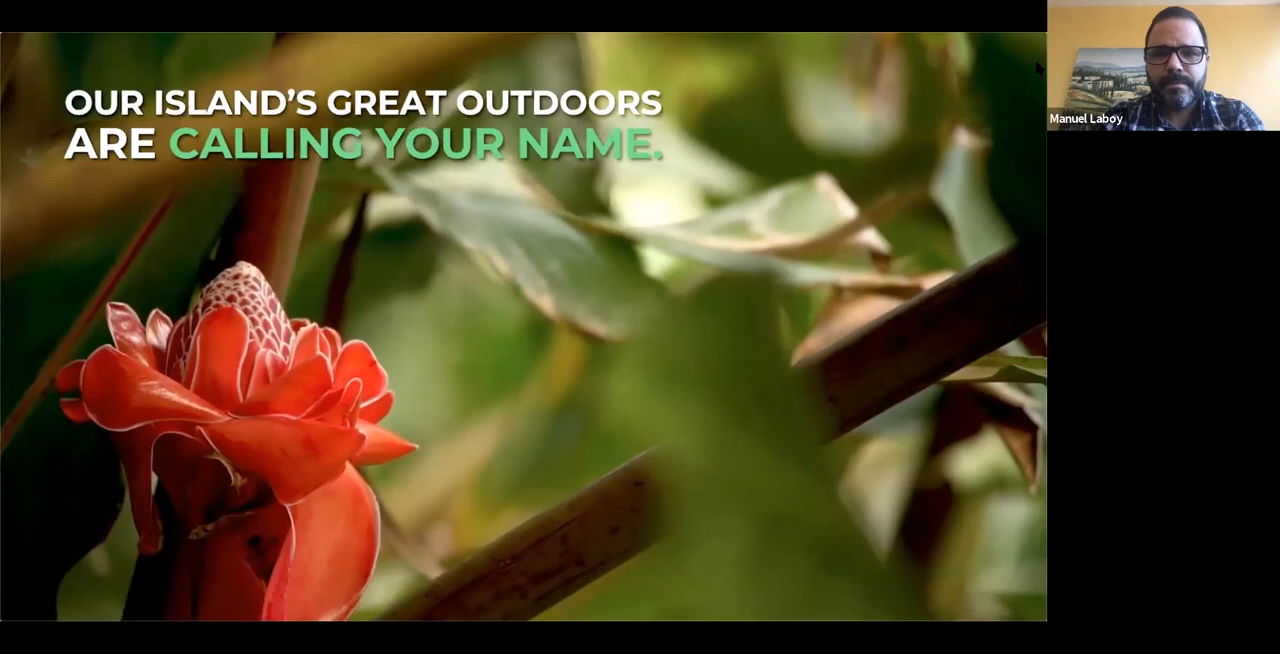 OUR ISLAND’S GREAT OUTDOORS
ARE CALLING YOUR NAME.
Manuel Laboy